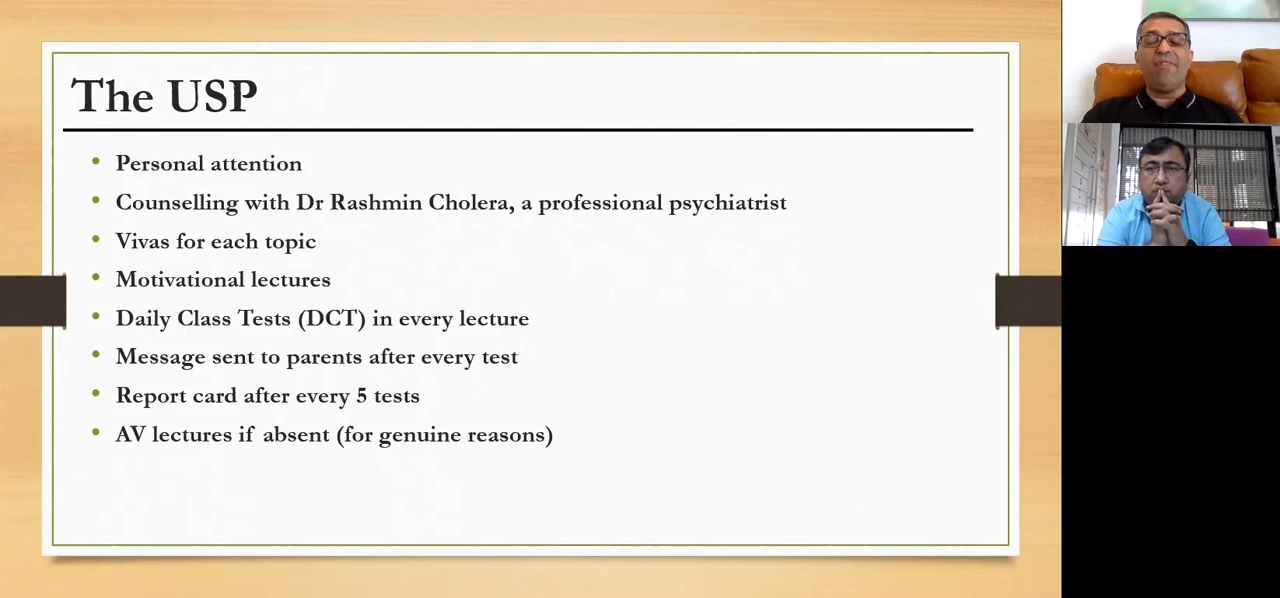 The USP
Personal attention
Counselling with Dr Rashmin Cholera, a professional psychiatrist
Vivas for each topic
Motivational lectures
Daily Class Tests (DCT) in every lecture
Message sent to parents after every test
Report card after every 5 tests
AV lectures if absent (for genuine reasons)